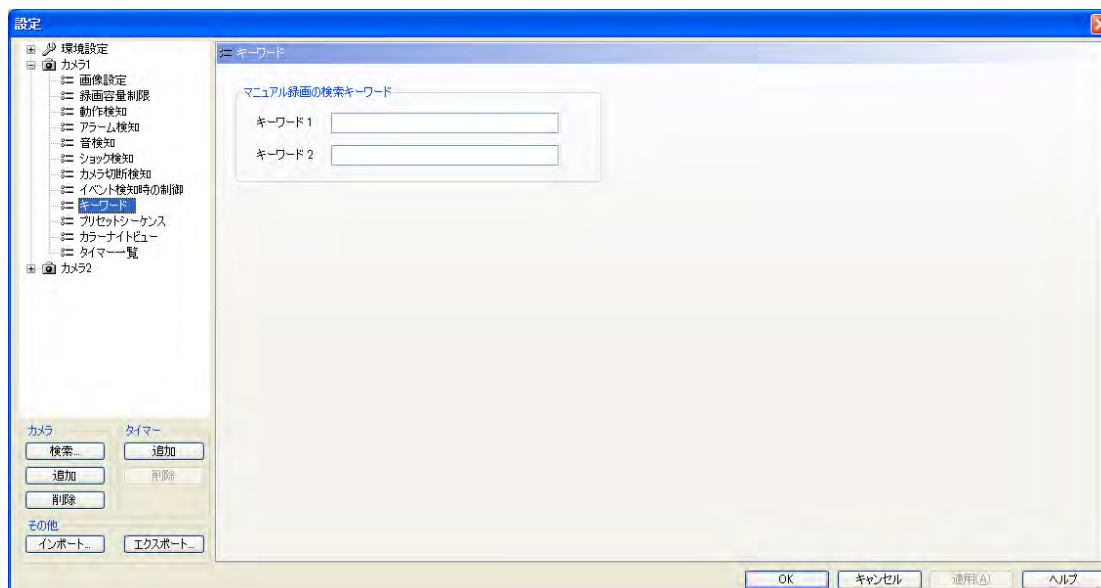 設定
環境設定
カメラ1
画像設定
録画容量制限
動作検知
アラーム検知
音検知
ショック検知
カメラ切断検知
イベント検知時の制御
キーワード
プリセットシーケンス
カラーナイトビュー
タイマー一覧
カメラ2
キーワード
マニュアル録画の検索キーワード
キーワード 1
キーワード 2
カメラ タイマー
検索... 追加
追加 削除
削除
その他
インポート... エクスポート...
OK キャンセル 適用(A) ヘルプ